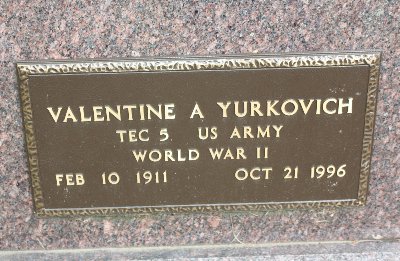 VALENTINE A YURKOVICH
TEC 5 US ARMY
WORLD WAR II
FEB 10 1911 OCT 21 1996